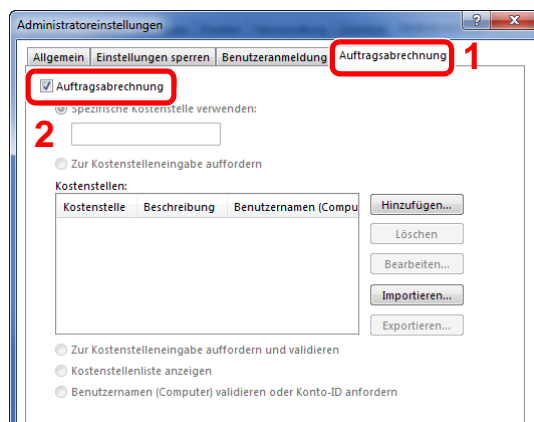 Administratoreinstellungen
Allgemein Einstellungen sperren Benutzeranmeldung Auftragsabrechnung 1
Auftragsabrechnung
Spezifische Kostenstelle verwenden:
2
Zur Kostenstelleneingabe auffordern
Kostenstellen:
Kostenstelle Beschreibung Benutzernamen (Compu
Hinzufügen...
Löschen
Bearbeiten...
Importieren...
Exportieren...
Zur Kostenstelleneingabe auffordern und validieren
Kostenstellenliste anzeigen
Benutzernamen (Computer) validieren oder Konto-ID anfordern